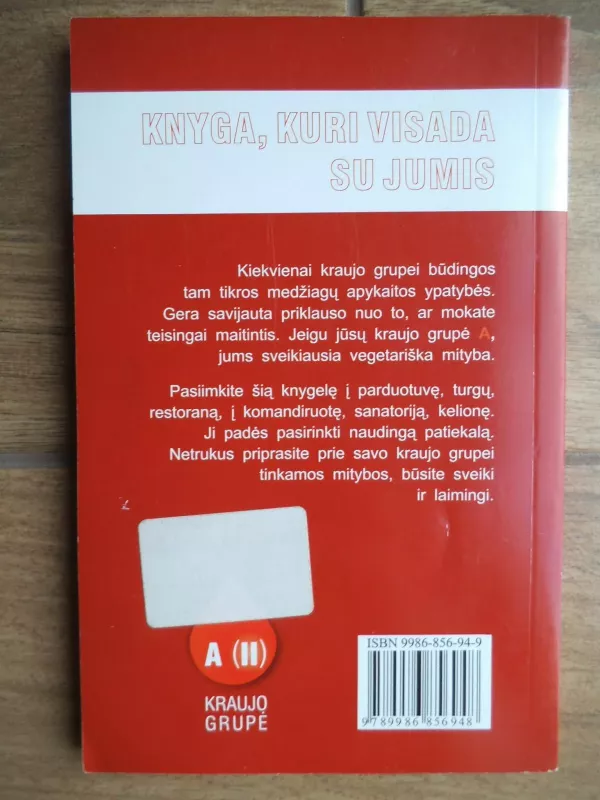 KNYGA, KURI VISADA
SU JUMIS
Kiekvienai kraujo grupei būdingos
tam tikros medžiagų apykaitos ypatybės.
Gera savijauta priklauso nuo to, ar mokate
teisingai maitintis. Jeigu jūsų kraujo grupė A,
jums sveikiausia vegetariška mityba.
Pasiimkite šią knygelę į parduotuvę, turgų,
restoraną, į komandiruotę, sanatoriją, kelionę.
Ji padės pasirinkti naudingą patiekalą.
Netrukus priprasite prie savo kraujo grupei
tinkamos mitybos, būsite sveiki
ir laimingi.
A (II)
KRAUJO
GRUPĖ
ISBN 9986-856-94-9
9 789986 856948